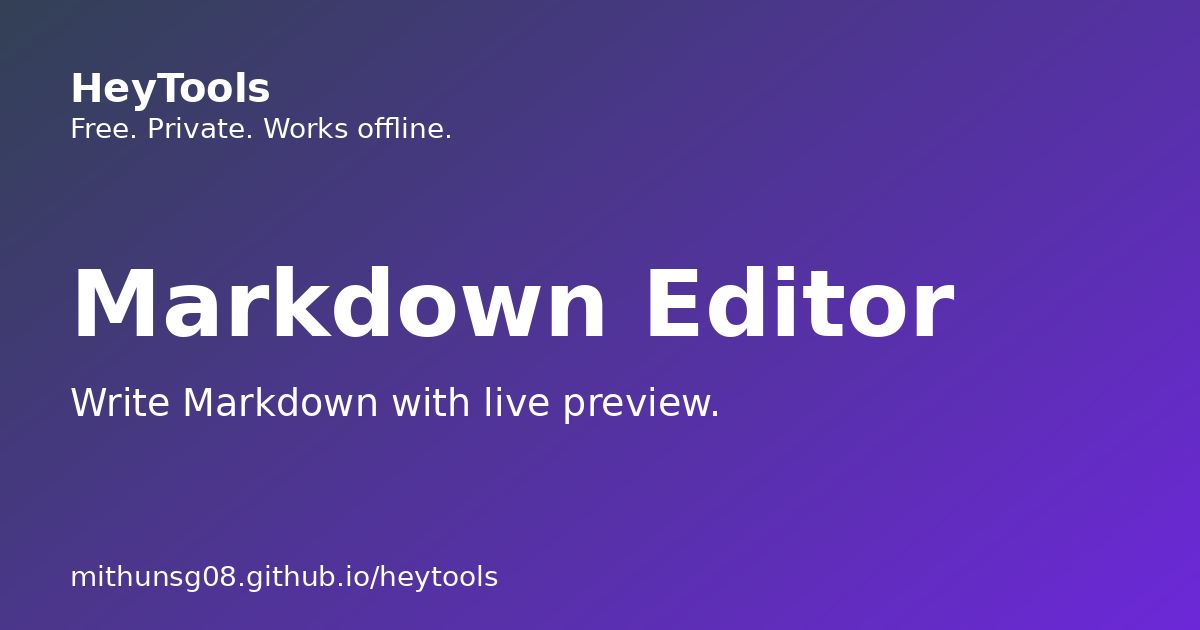 HeyTools
Free. Private. Works offline.
Markdown Editor
Write Markdown with live preview.
mithunsg08.github.io/heytools